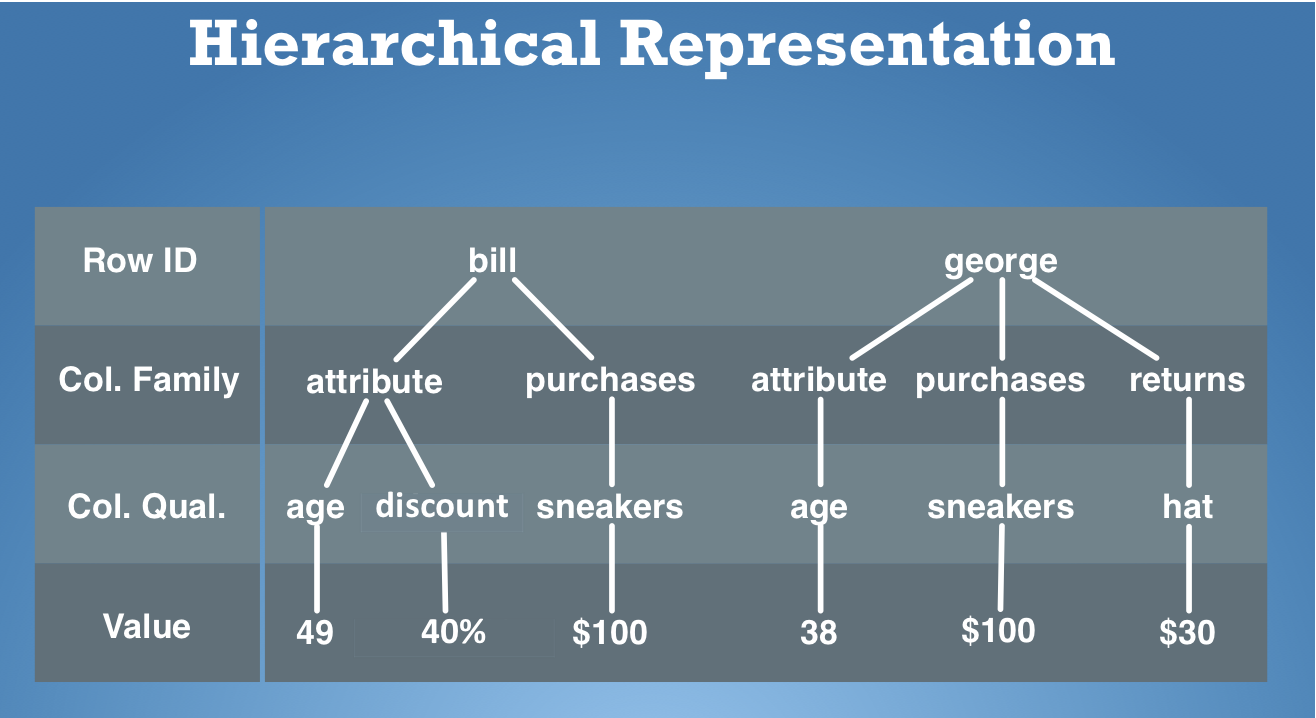 Hierarchical Representation
Row ID bill george
Col. Family attribute purchases attribute purchases returns
Col. Qual. age discount sneakers age sneakers hat
Value 49 40% $100 38 $100 $30